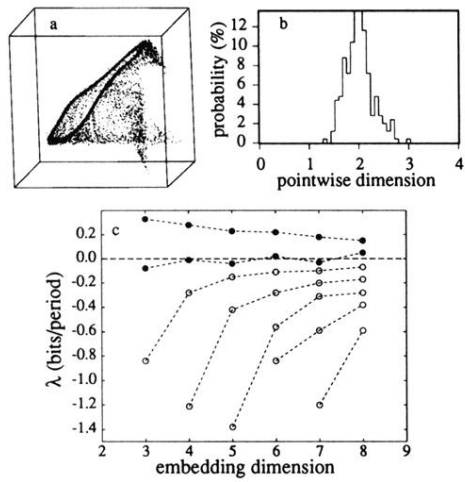 a
b
probability (%)
12
10
8
6
4
2
0
0 1 2 3 4
pointwise dimension
c
λ (bits/period)
0.2
0.0
-0.2
-0.4
-0.6
-0.8
-1.0
-1.2
-1.4
2 3 4 5 6 7 8 9
embedding dimension